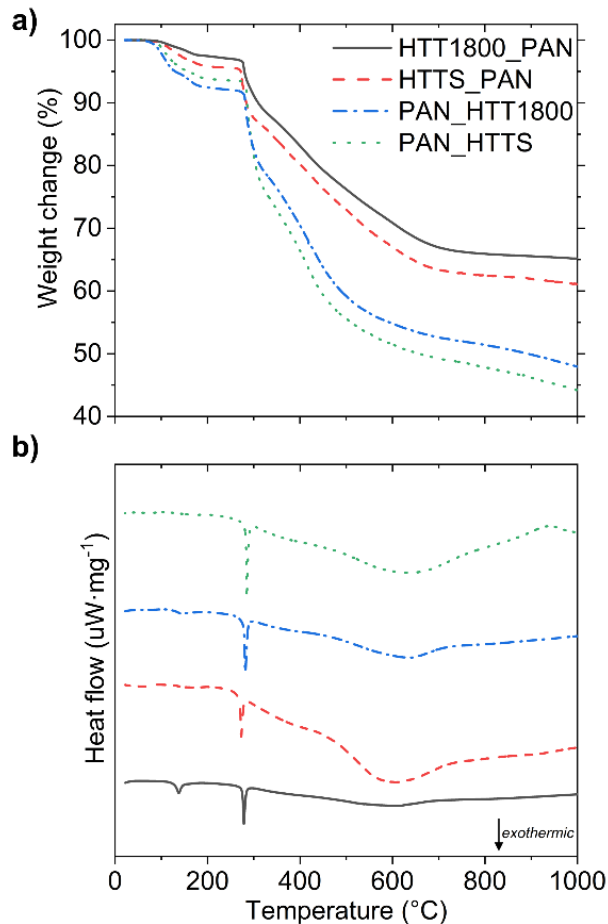 a)
100
90
80
70
60
50
40
Weight change (%)
HTT1800_PAN
HTTS_PAN
PAN_HTT1800
PAN_HTTS
b)
Heat flow (uW·mg⁻¹)
exothermic
0 200 400 600 800 1000
Temperature (°C)